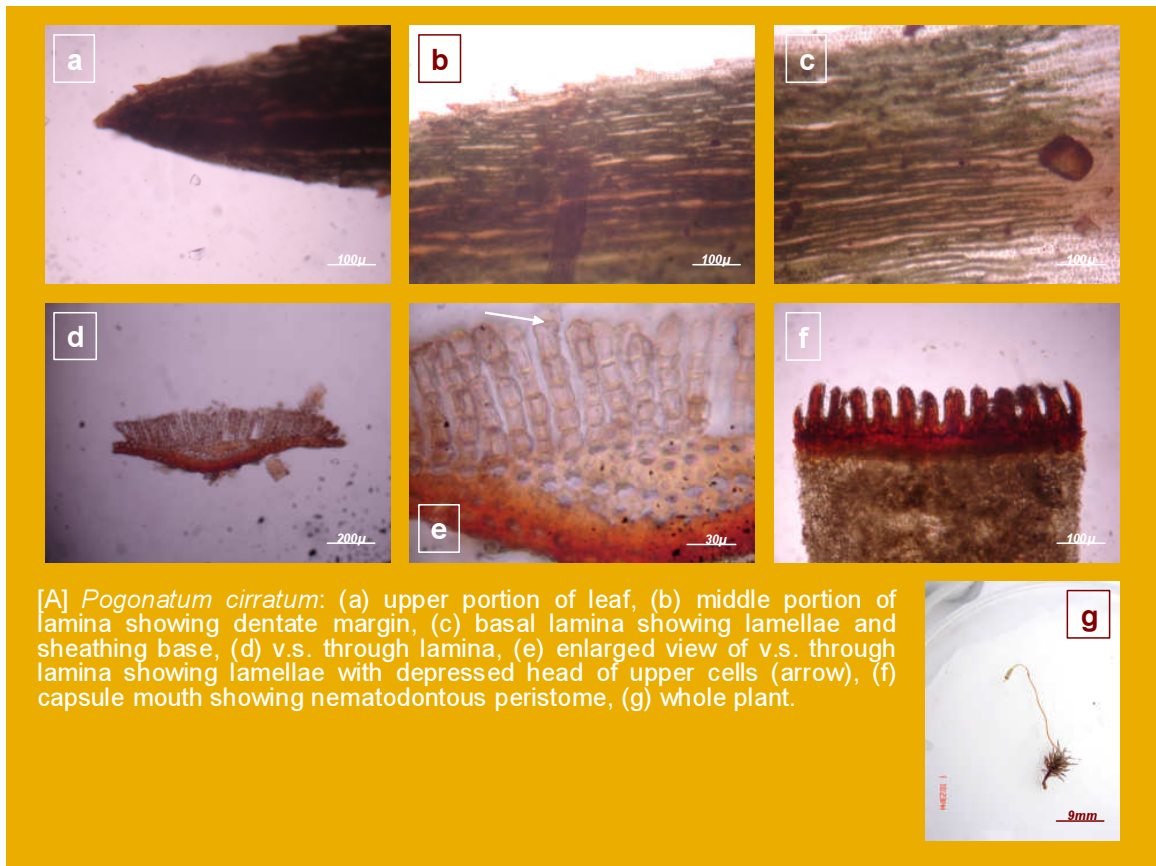 a
b
c
100µ
100µ
100µ
d
e
f
200µ
30µ
100µ
[A] Pogonatum cirratum: (a) upper portion of leaf, (b) middle portion of
lamina showing dentate margin, (c) basal lamina showing lamellae and
sheathing base, (d) v.s. through lamina, (e) enlarged view of v.s. through
lamina showing lamellae with depressed head of upper cells (arrow), (f)
capsule mouth showing nematodontous peristome, (g) whole plant.
g
9mm